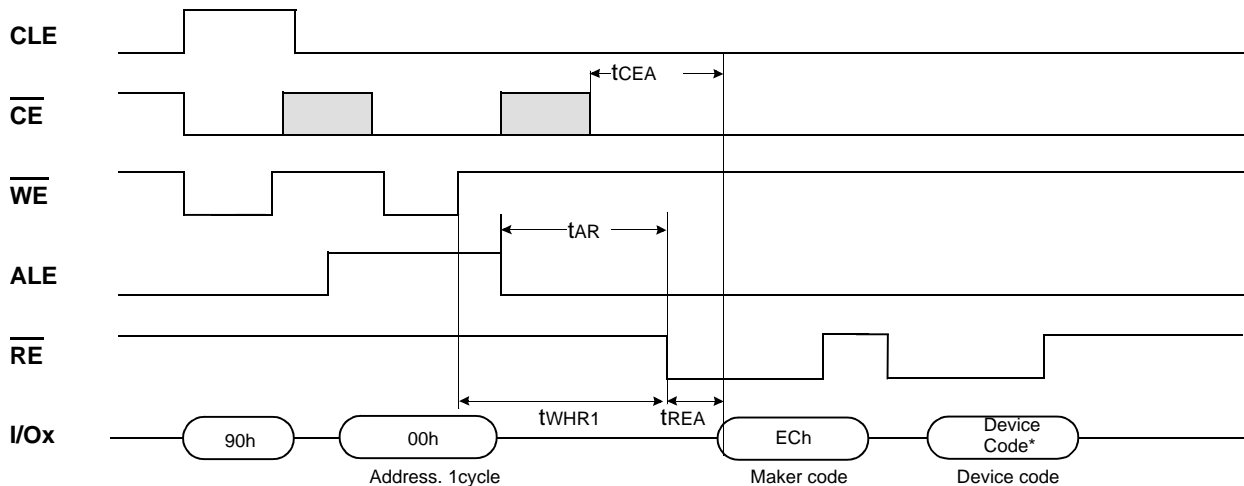 CLE
tCEA
CE
WE
tAR
ALE
RE
tWHR1 tREA
I/Ox 90h 00h ECh Device Code*
Address. 1cycle Maker code Device code